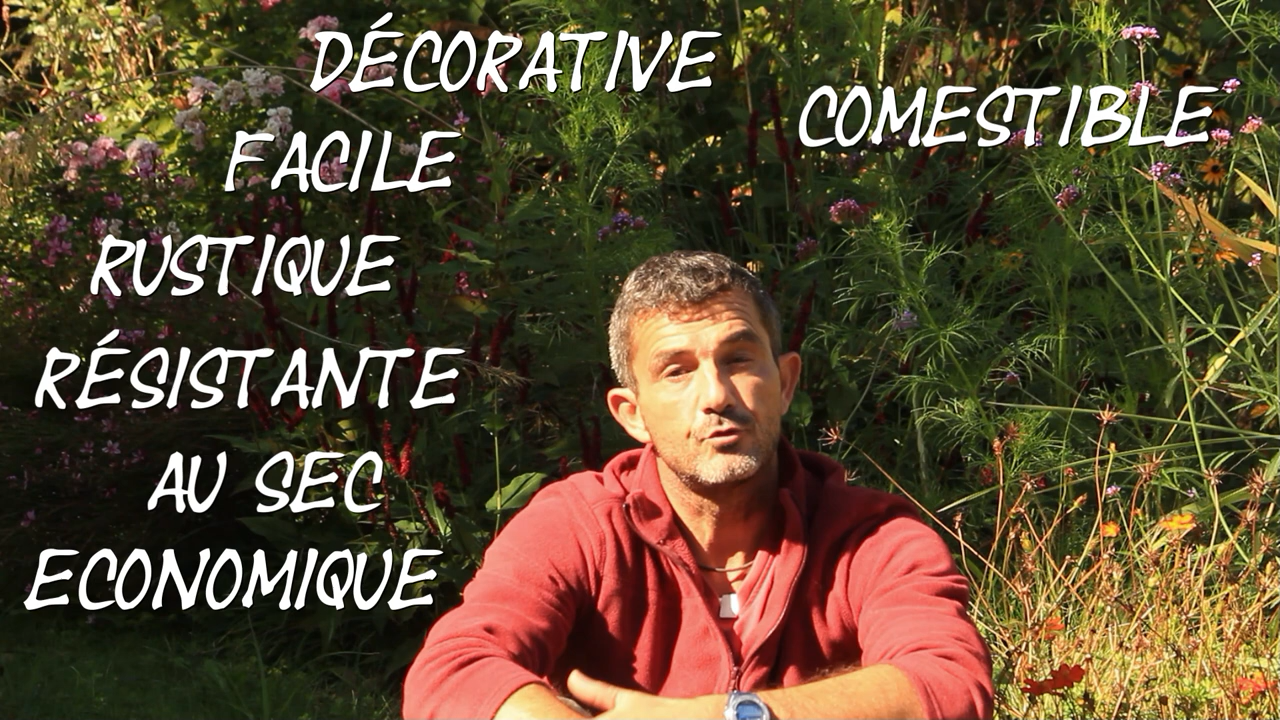 DÉCORATIVE
COMESTIBLE
FACILE
RUSTIQUE
RÉSISTANTE
AU SEC
ECONOMIQUE